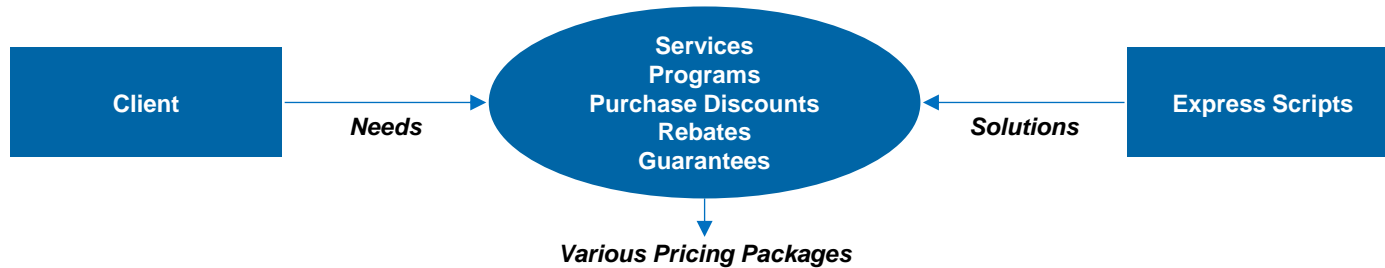 Client
Needs
Services
Programs
Purchase Discounts
Rebates
Guarantees
Solutions
Express Scripts
Various Pricing Packages